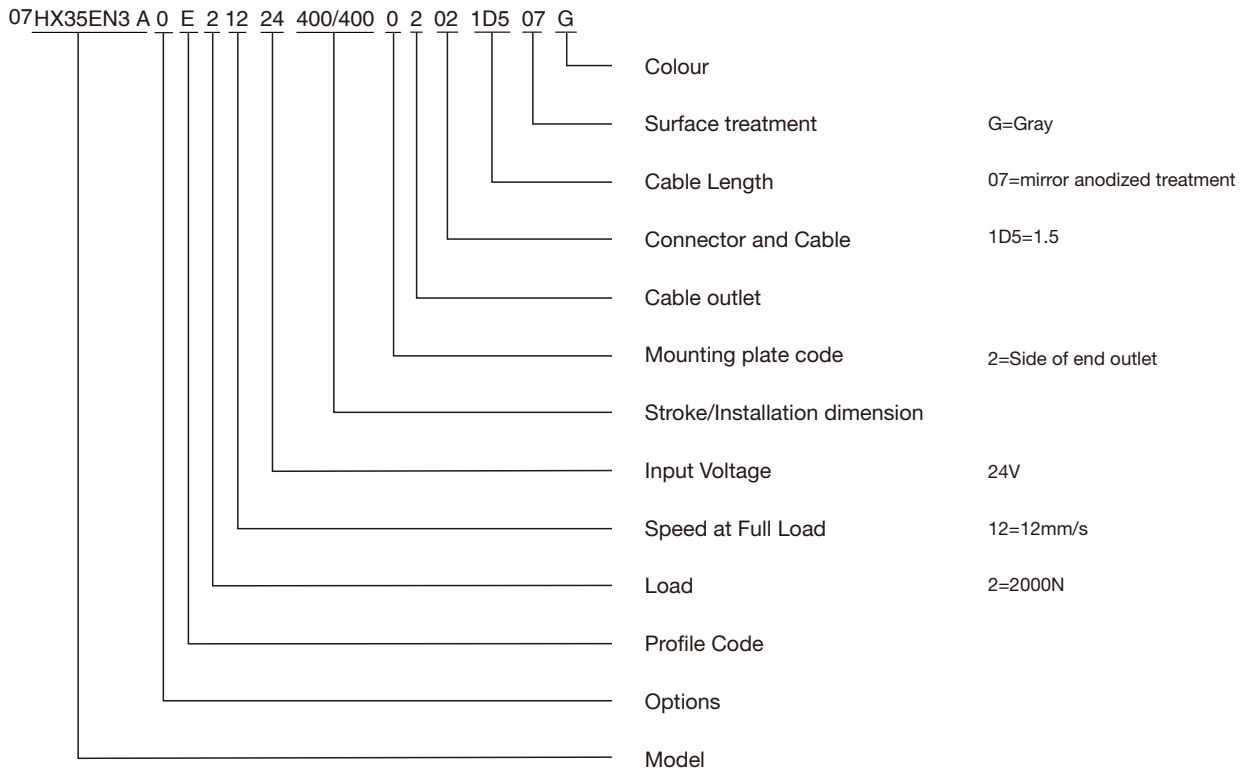 07HX35EN3 A 0 E 2 12 24 400/400 0 2 02 1D5 07 G
Colour
Surface treatment G=Gray
Cable Length 07=mirror anodized treatment
Connector and Cable 1D5=1.5
Cable outlet
Mounting plate code 2=Side of end outlet
Stroke/Installation dimension
Input Voltage 24V
Speed at Full Load 12=12mm/s
Load 2=2000N
Profile Code
Options
Model